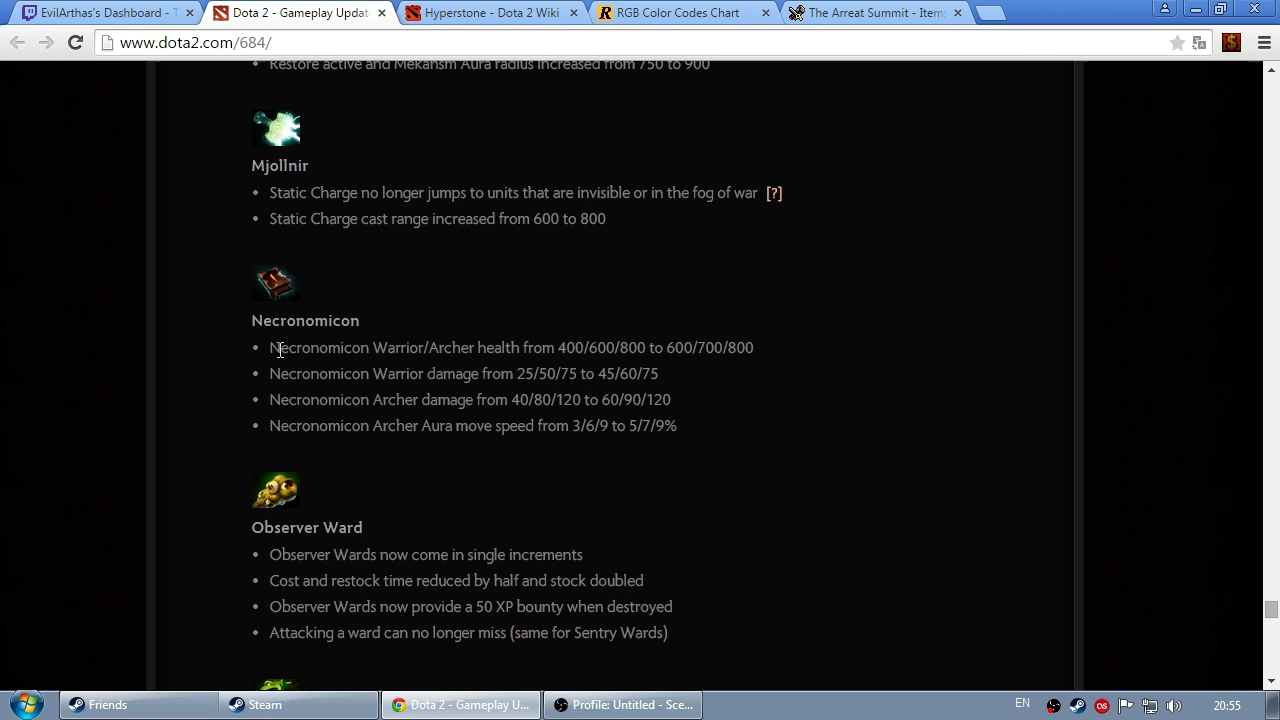 EvilArthas's Dashboard - T
Dota 2 - Gameplay Updat
Hyperstone - Dota 2 Wiki
RGB Color Codes Chart
The Arreat Summit - Item
www.dota2.com/684/
Restore active and Mekansm Aura radius increased from 750 to 900
Mjollnir
• Static Charge no longer jumps to units that are invisible or in the fog of war [?]
• Static Charge cast range increased from 600 to 800
Necronomicon
• Necronomicon Warrior/Archer health from 400/600/800 to 600/700/800
• Necronomicon Warrior damage from 25/50/75 to 45/60/75
• Necronomicon Archer damage from 40/80/120 to 60/90/120
• Necronomicon Archer Aura move speed from 3/6/9 to 5/7/9%
Observer Ward
• Observer Wards now come in single increments
• Cost and restock time reduced by half and stock doubled
• Observer Wards now provide a 50 XP bounty when destroyed
• Attacking a ward can no longer miss (same for Sentry Wards)
Friends
Steam
Dota 2 - Gameplay U...
Profile: Untitled - Sce...
EN
20:55